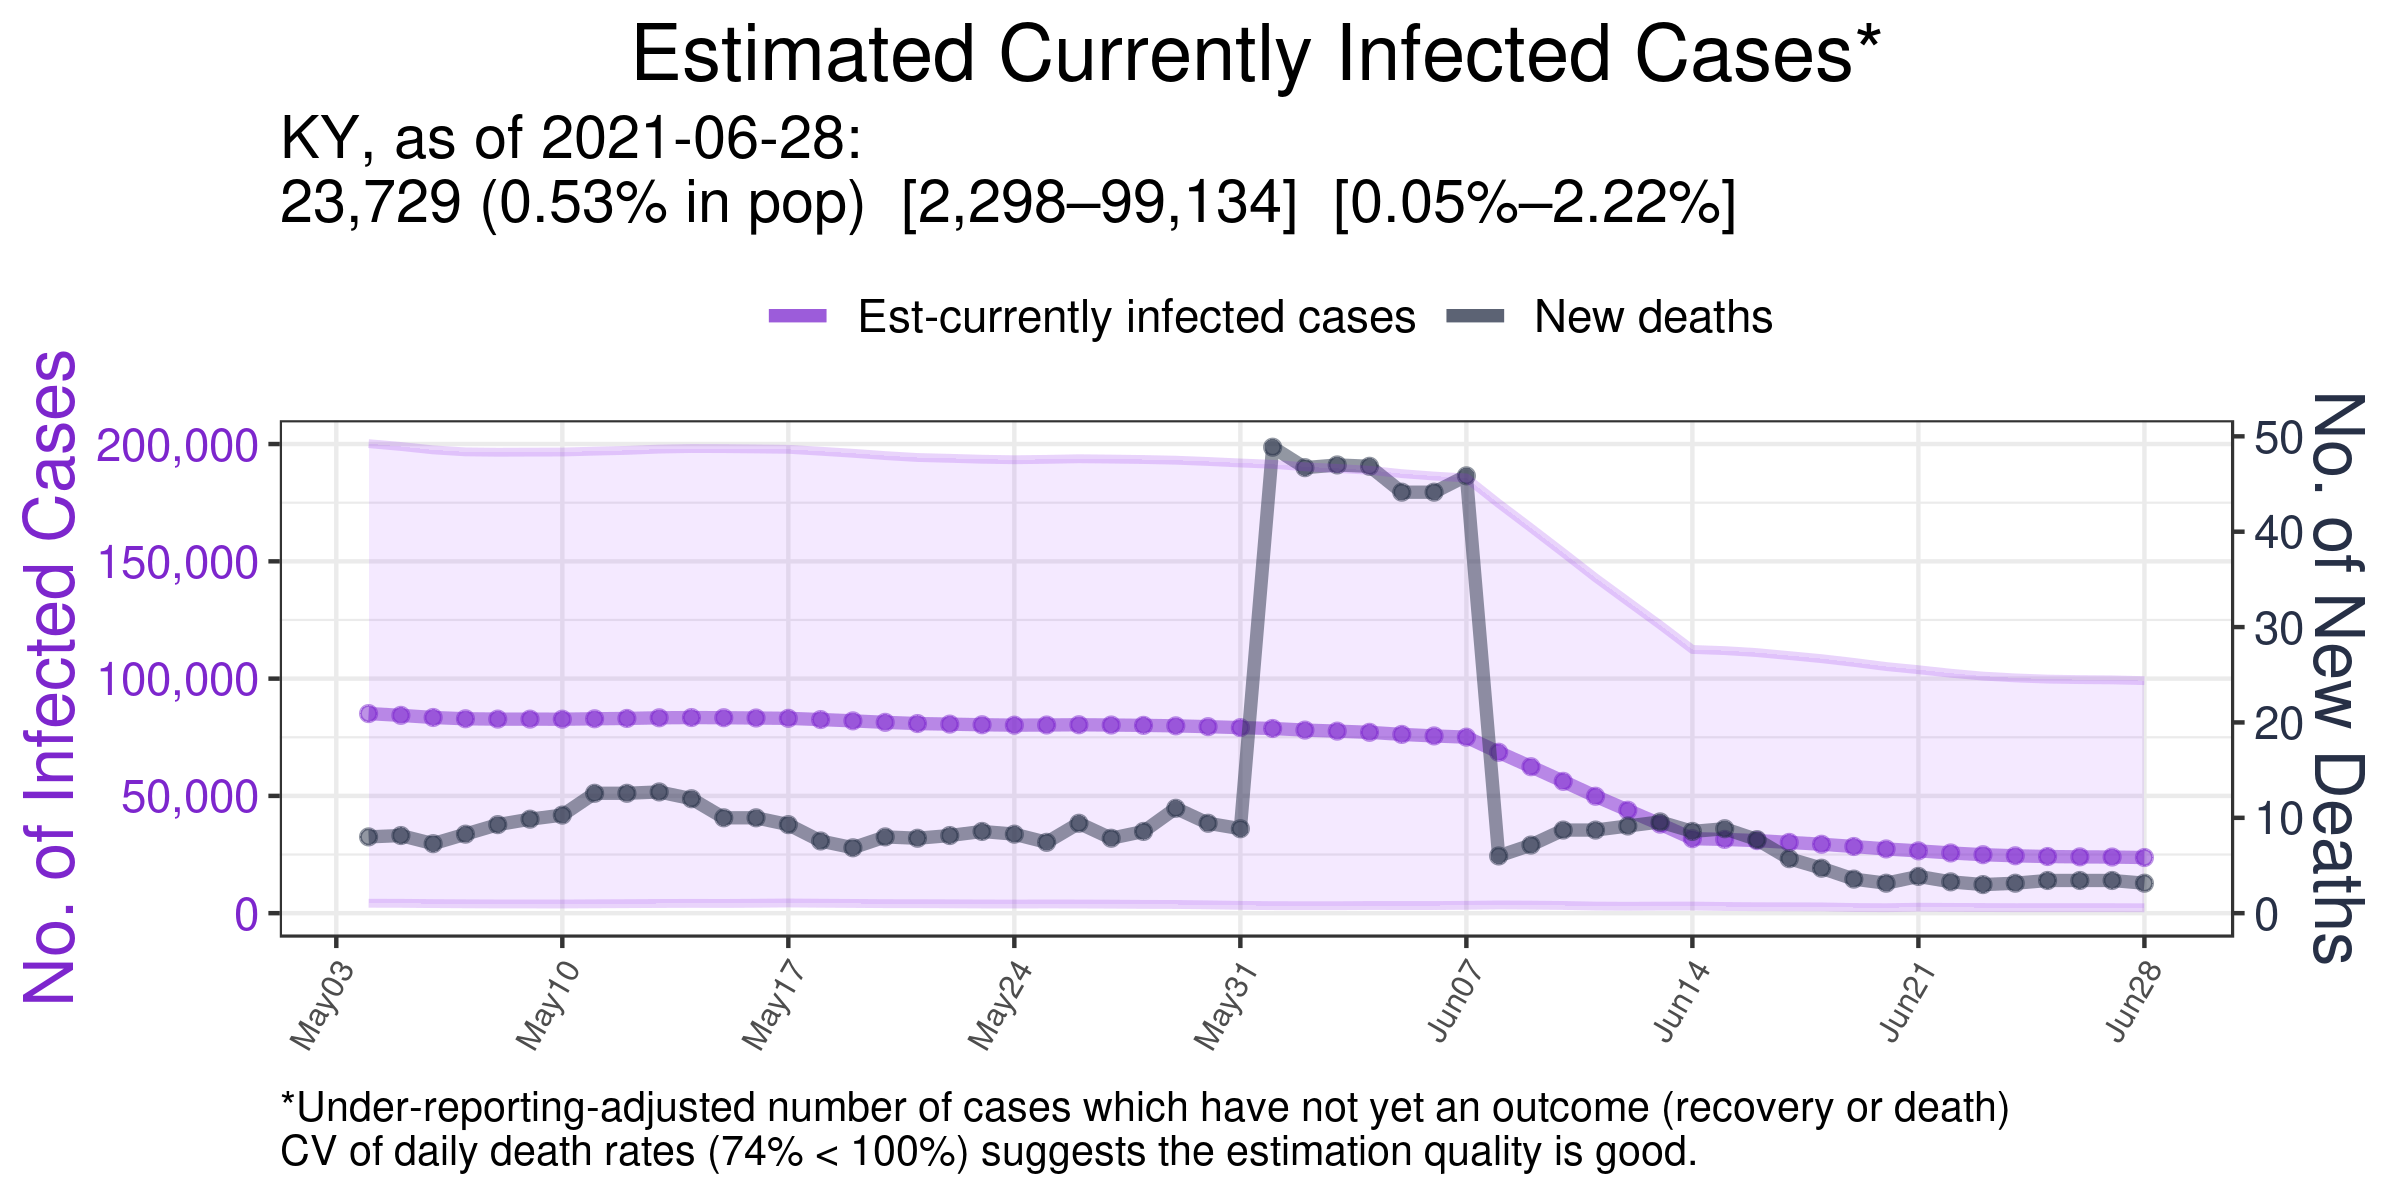 Estimated Currently Infected Cases*
KY, as of 2021-06-28:
23,729 (0.53% in pop)  [2,298–99,134]  [0.05%–2.22%]
Est-currently infected cases
New deaths
No. of Infected Cases
200,000
150,000
100,000
50,000
0
50
40
30
20
10
0
No. of New Deaths
May03
May10
May17
May24
May31
Jun07
Jun14
Jun21
Jun28
*Under-reporting-adjusted number of cases which have not yet an outcome (recovery or death)
CV of daily death rates (74% < 100%) suggests the estimation quality is good.